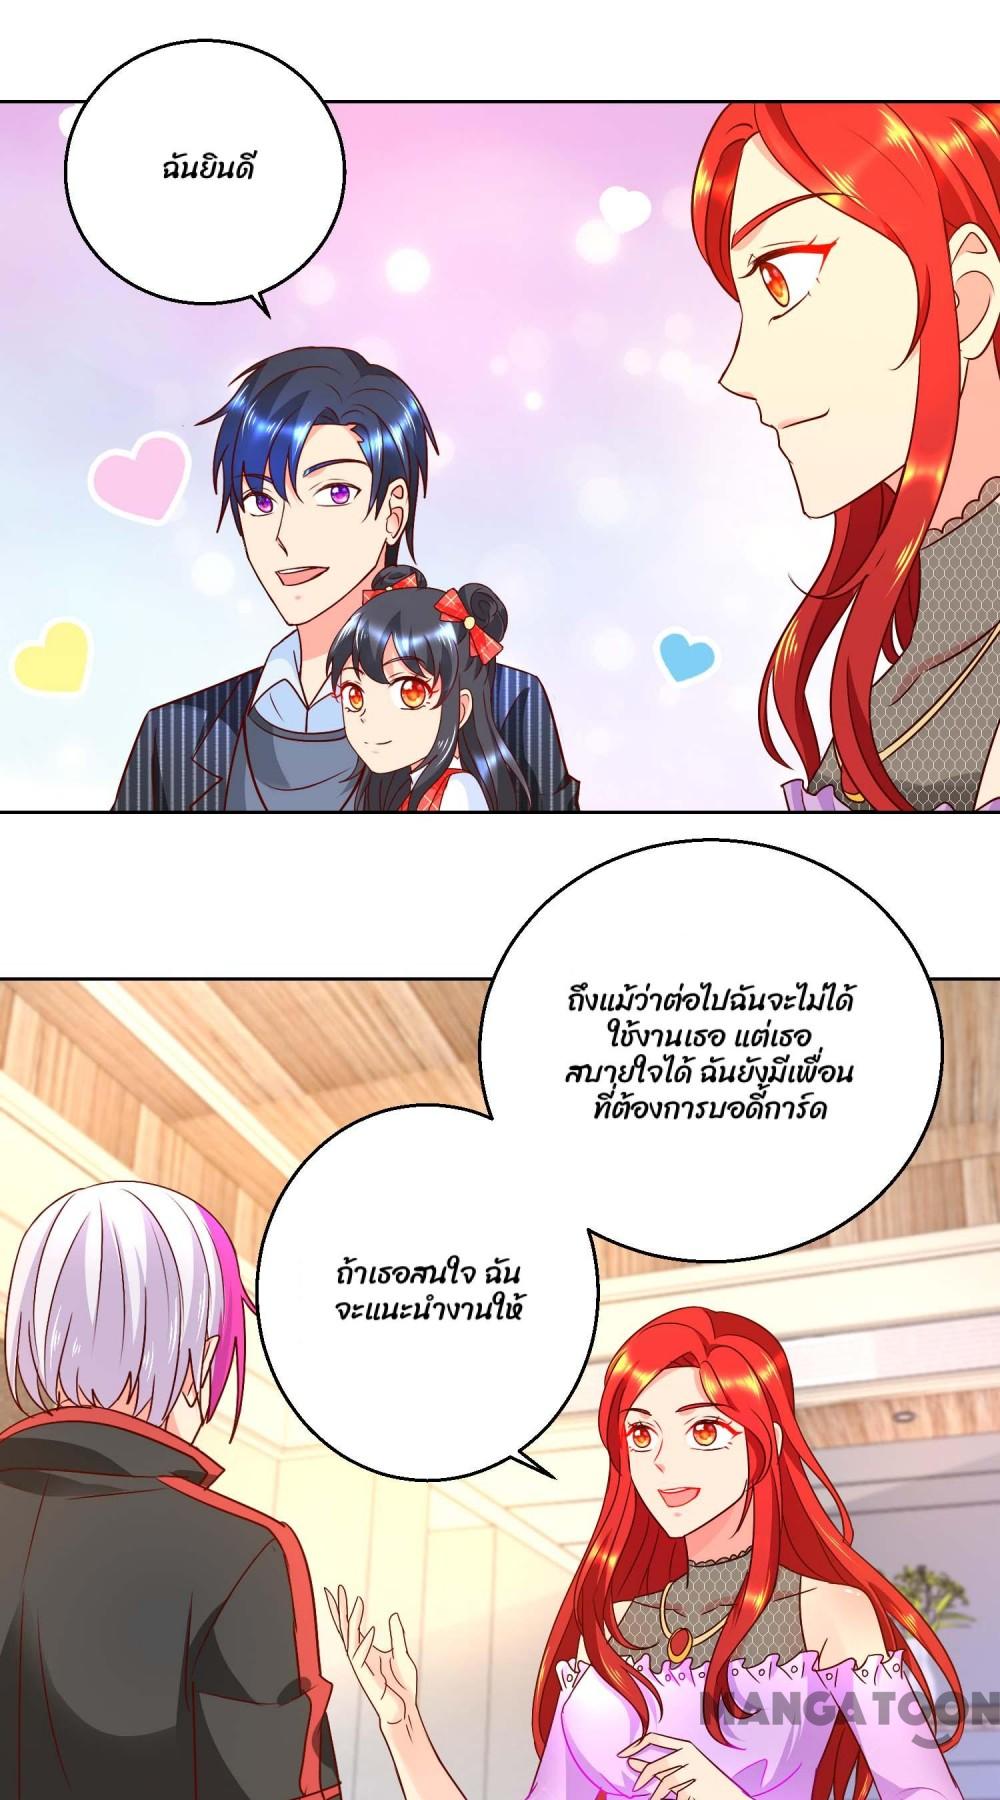 ฉันยินดี
ถึงแม้ว่าต่อไปฉันจะไม่ได้
ใช้งานเธอ แต่เธอ
สบายใจได้ ฉันยังมีเพื่อน
ที่ต้องการบอดี้การ์ด
ถ้าเธอสนใจ ฉัน
จะแนะนำงานให้
MANGATOON